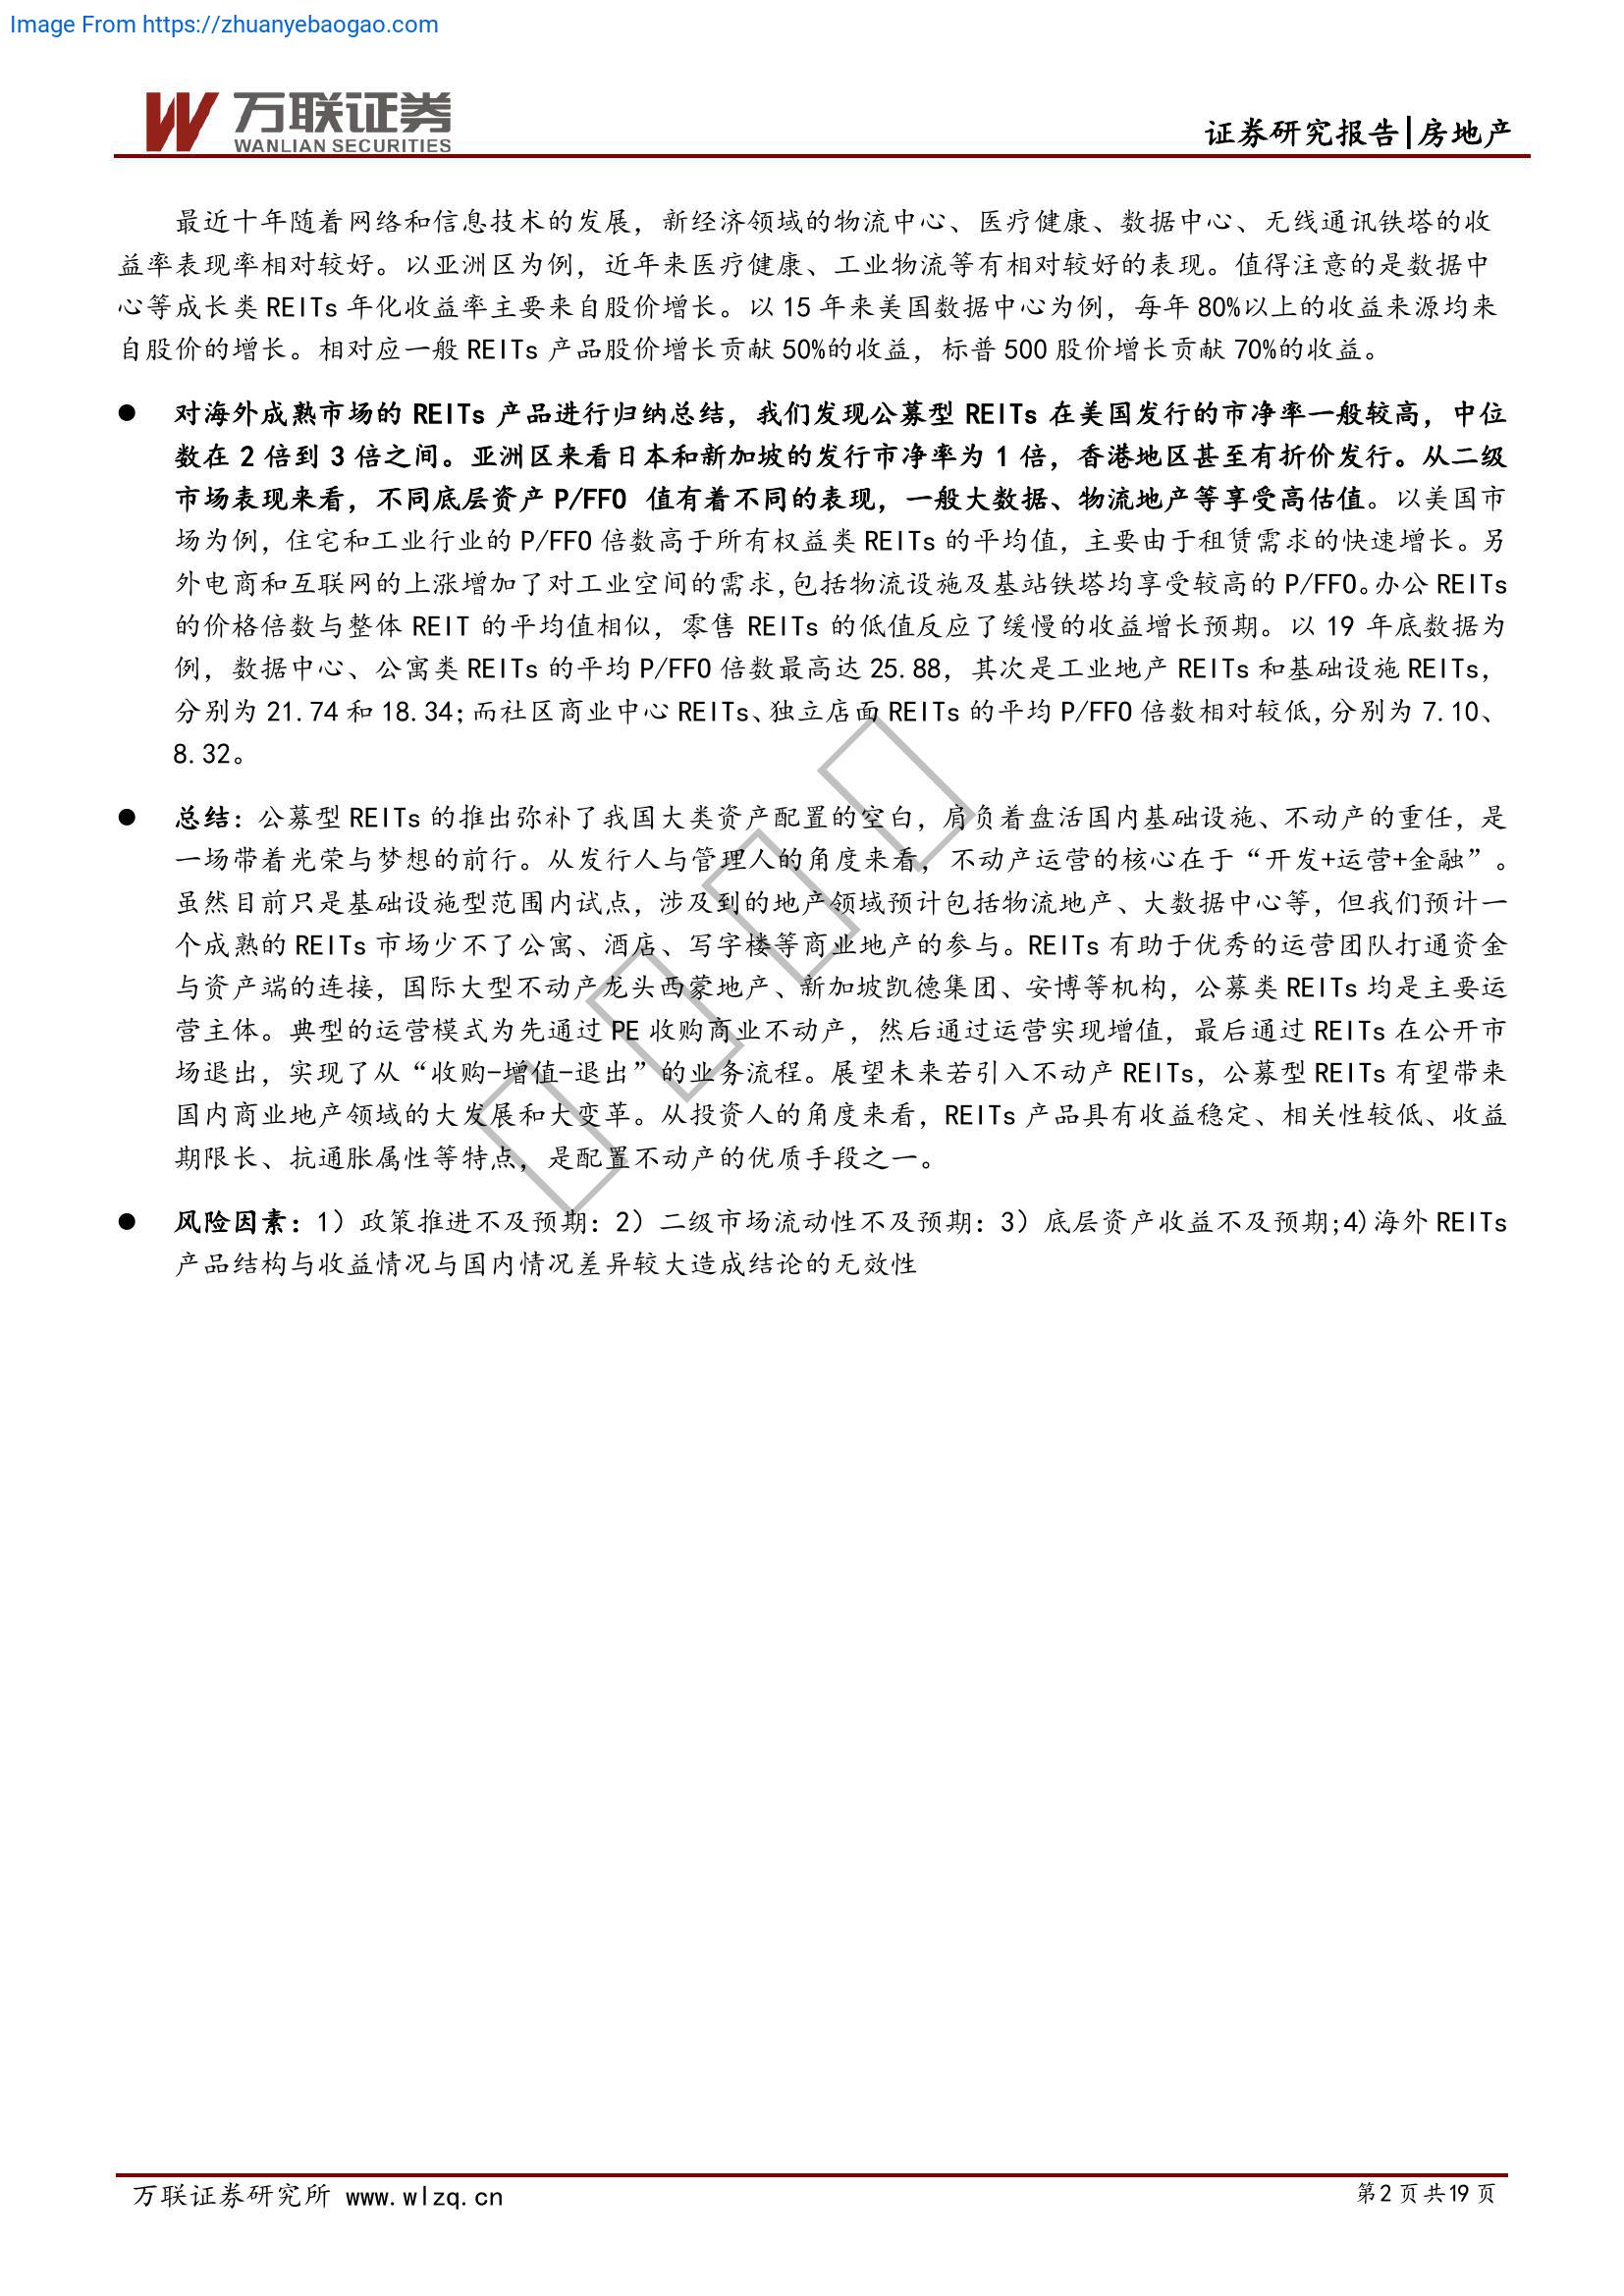 Image From https://zhuanyebaogao.com
万联证券
WANLIAN SECURITIES
证券研究报告|房地产
最近十年随着网络和信息技术的发展，新经济领域的物流中心、医疗健康、数据中心、无线通讯铁塔的收
益率表现率相对较好。以亚洲区为例，近年来医疗健康、工业物流等有相对较好的表现。值得注意的是数据中
心等成长类 REITs 年化收益率主要来自股价增长。以 15 年来美国数据中心为例，每年 80%以上的收益来源均来
自股价的增长。相对应一般 REITs 产品股价增长贡献 50%的收益，标普 500 股价增长贡献 70%的收益。
● 对海外成熟市场的 REITs 产品进行归纳总结，我们发现公募型 REITs 在美国发行的市净率一般较高，中位
数在 2 倍到 3 倍之间。亚洲区来看日本和新加坡的发行市净率为 1 倍，香港地区甚至有折价发行。从二级
市场表现来看，不同底层资产 P/FFO 值有着不同的表现，一般大数据、物流地产等享受高估值。以美国市
场为例，住宅和工业行业的 P/FFO 倍数高于所有权益类 REITs 的平均值，主要由于租赁需求的快速增长。另
外电商和互联网的上涨增加了对工业空间的需求,包括物流设施及基站铁塔均享受较高的 P/FFO。办公 REITs
的价格倍数与整体 REIT 的平均值相似，零售 REITs 的低值反应了缓慢的收益增长预期。以 19 年底数据为
例，数据中心、公寓类 REITs 的平均 P/FFO 倍数最高达 25.88，其次是工业地产 REITs 和基础设施 REITs，
分别为 21.74 和 18.34；而社区商业中心 REITs、独立店面 REITs 的平均 P/FFO 倍数相对较低,分别为 7.10、
8.32。
● 总结：公募型 REITs 的推出弥补了我国大类资产配置的空白，肩负着盘活国内基础设施、不动产的重任，是
一场带着光荣与梦想的前行。从发行人与管理人的角度来看，不动产运营的核心在于“开发+运营+金融”。
虽然目前只是基础设施型范围内试点，涉及到的地产领域预计包括物流地产、大数据中心等，但我们预计一
个成熟的 REITs 市场少不了公寓、酒店、写字楼等商业地产的参与。REITs 有助于优秀的运营团队打通资金
与资产端的连接，国际大型不动产龙头西蒙地产、新加坡凯德集团、安博等机构，公募类 REITs 均是主要运
营主体。典型的运营模式为先通过 PE 收购商业不动产，然后通过运营实现增值，最后通过 REITs 在公开市
场退出，实现了从“收购-增值-退出”的业务流程。展望未来若引入不动产 REITs，公募型 REITs 有望带来
国内商业地产领域的大发展和大变革。从投资人的角度来看，REITs 产品具有收益稳定、相关性较低、收益
期限长、抗通胀属性等特点，是配置不动产的优质手段之一。
● 风险因素：1）政策推进不及预期：2）二级市场流动性不及预期：3）底层资产收益不及预期;4)海外 REITs
产品结构与收益情况与国内情况差异较大造成结论的无效性
万联证券研究所 www.wlzq.cn
第2 页共19 页